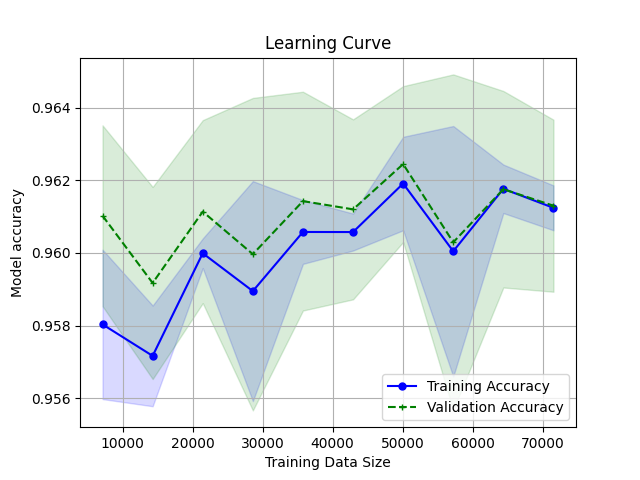 Learning Curve
Model accuracy
0.964
0.962
0.960
0.958
0.956
Training Accuracy
Validation Accuracy
10000 20000 30000 40000 50000 60000 70000
Training Data Size